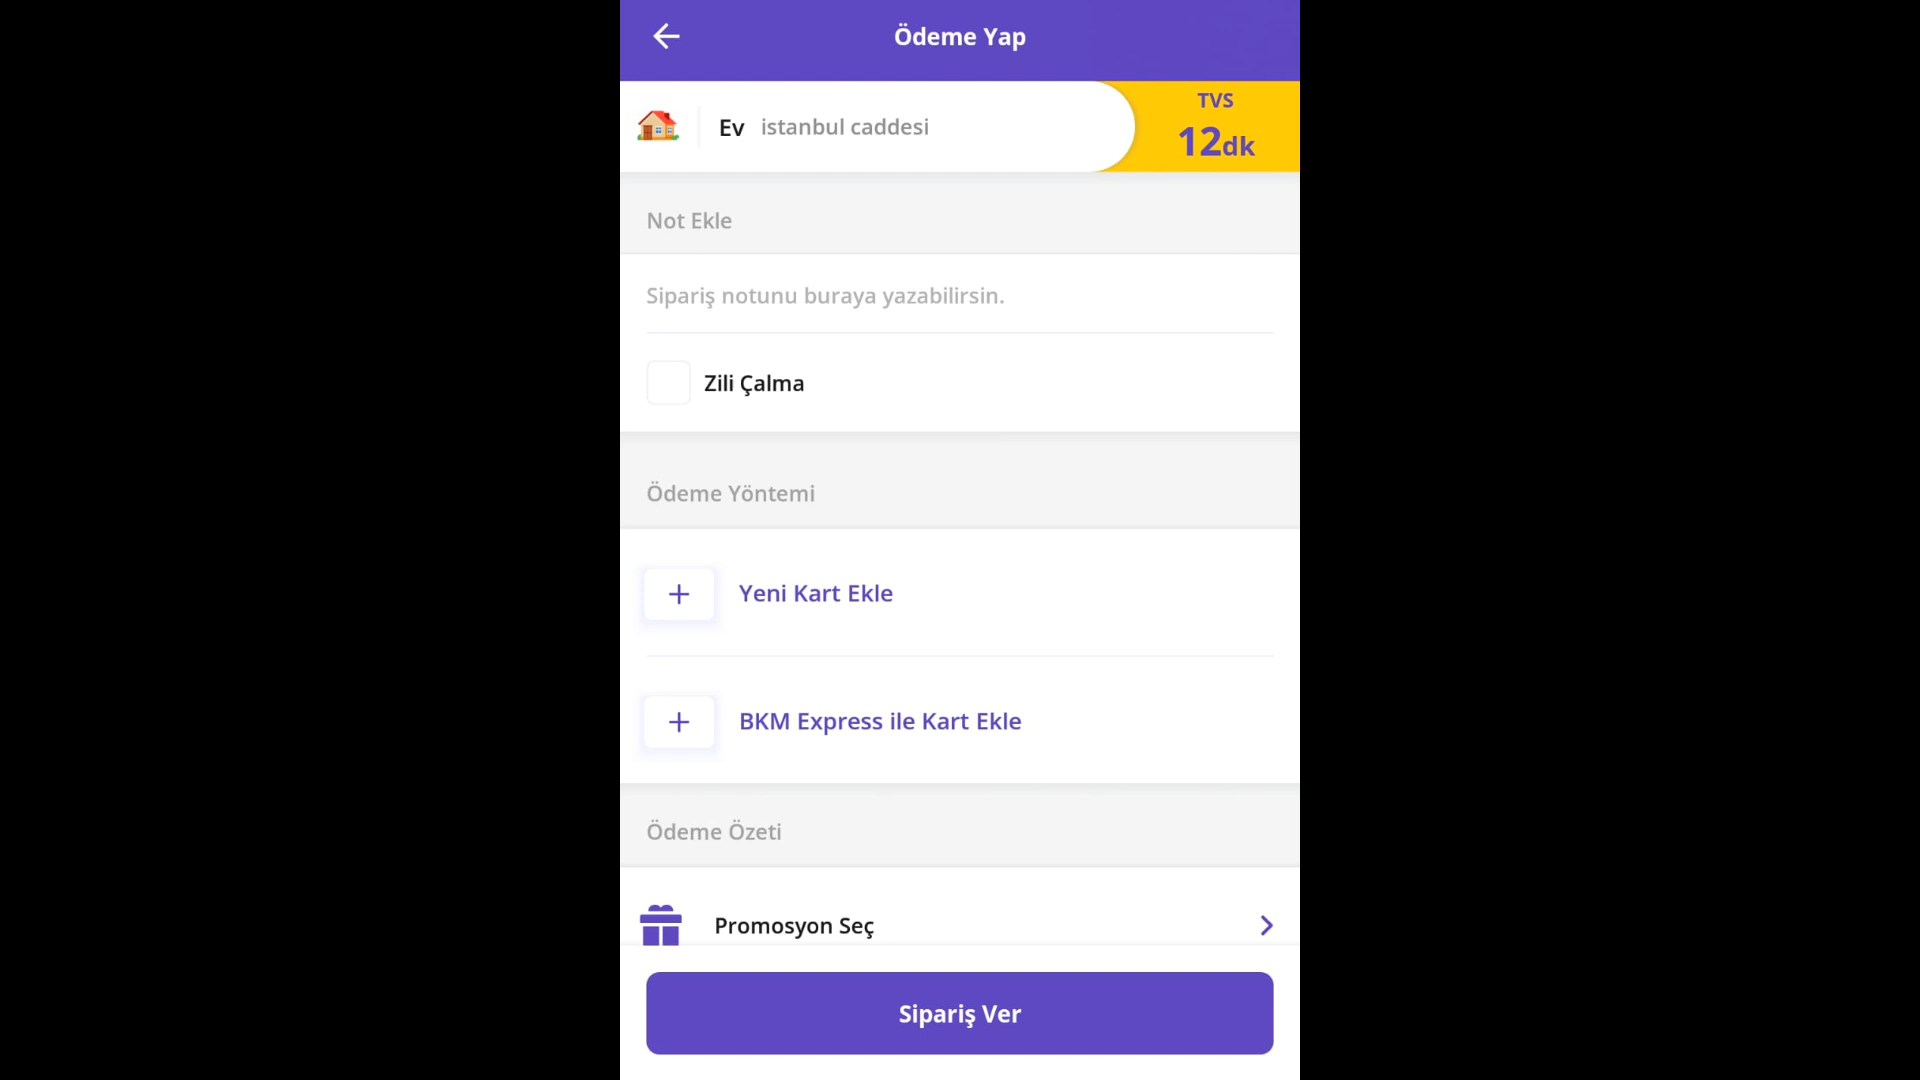 Ödeme Yap
Ev istanbul caddesi
TVS
12dk
Not Ekle
Sipariş notunu buraya yazabilirsin.
Zili Çalma
Ödeme Yöntemi
Yeni Kart Ekle
BKM Express ile Kart Ekle
Ödeme Özeti
Promosyon Seç
Sipariş Ver